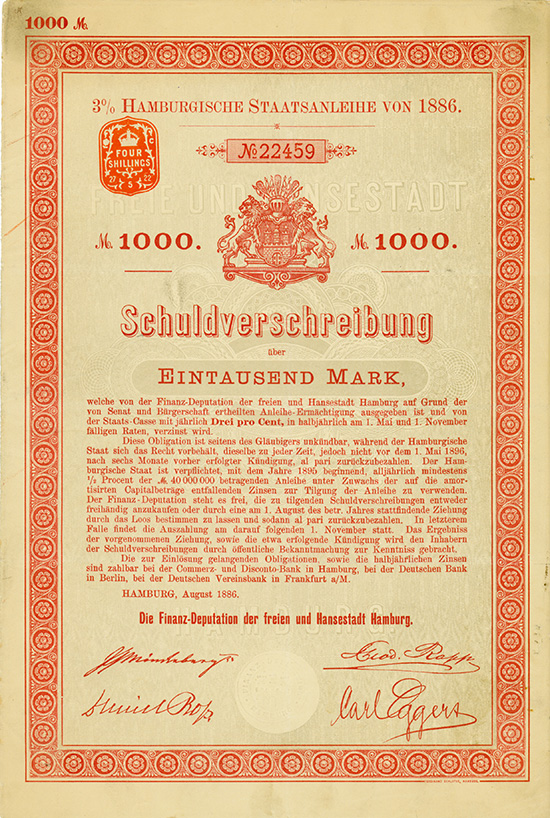 1000 M.
3% HAMBURGISCHE STAATSANLEIHE VON 1886.
FOUR
SHILLINGS
27 22
5
№ 22459
FREIE UND HANSESTADT
M. 1000. M. 1000.
Schuldverschreibung
über
EINTAUSEND MARK,
welche von der Finanz-Deputation der freien und Hansestadt Hamburg auf Grund der
von Senat und Bürgerschaft ertheilten Anleihe-Ermächtigung ausgegeben ist und von
der Staats-Casse mit jährlich Drei pro Cent, in halbjährlich am 1. Mai und 1. November
fälligen Raten, verzinst wird.
Diese Obligation ist seitens des Gläubigers unkündbar, während der Hamburgische
Staat sich das Recht vorbehält, dieselbe zu jeder Zeit, jedoch nicht vor dem 1. Mai 1896,
nach sechs Monate vorher erfolgter Kündigung, al pari zurückzubezahlen. Der Ham-
burgische Staat ist verpflichtet, mit dem Jahre 1895 beginnend, alljährlich mindestens
½ Procent der M. 40 000 000 betragenden Anleihe unter Zuwachs der auf die amor-
tisirten Capitalbeträge entfallenden Zinsen zur Tilgung der Anleihe zu verwenden.
Der Finanz-Deputation steht es frei, die zu tilgenden Schuldverschreibungen entweder
freihändig anzukaufen oder durch eine am 1. August des betr. Jahres stattfindende Ziehung
durch das Loos bestimmen zu lassen und sodann al pari zurückzubezahlen. In letzterem
Falle findet die Auszahlung am darauf folgenden 1. November statt. Das Ergebniss
der vorgenommenen Ziehung, sowie die etwa erfolgende Kündigung wird den Inhabern
der Schuldverschreibungen durch öffentliche Bekanntmachung zur Kenntniss gebracht.
Die zur Einlösung gelangenden Obligationen, sowie die halbjährlichen Zinsen
sind zahlbar bei der Commerz- und Disconto-Bank in Hamburg, bei der Deutschen Bank
in Berlin, bei der Deutschen Vereinsbank in Frankfurt a/M.
HAMBURG, August 1886.
Die Finanz-Deputation der freien und Hansestadt Hamburg.
HAMBURG
Carl Eggers